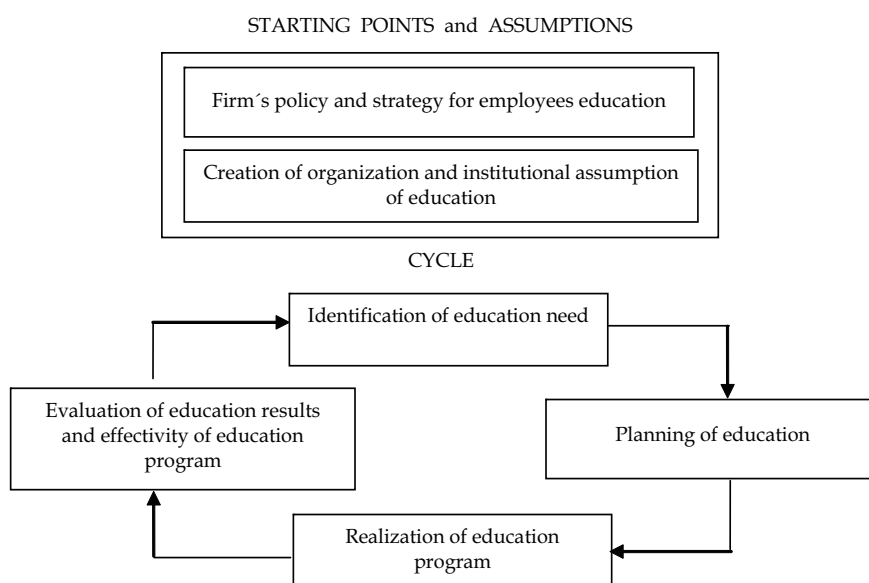 STARTING POINTS and ASSUMPTIONS
Firm´s policy and strategy for employees education
Creation of organization and institutional assumption
of education
CYCLE
Identification of education need
Evaluation of education results
and effectivity of education
program
Planning of education
Realization of education
program